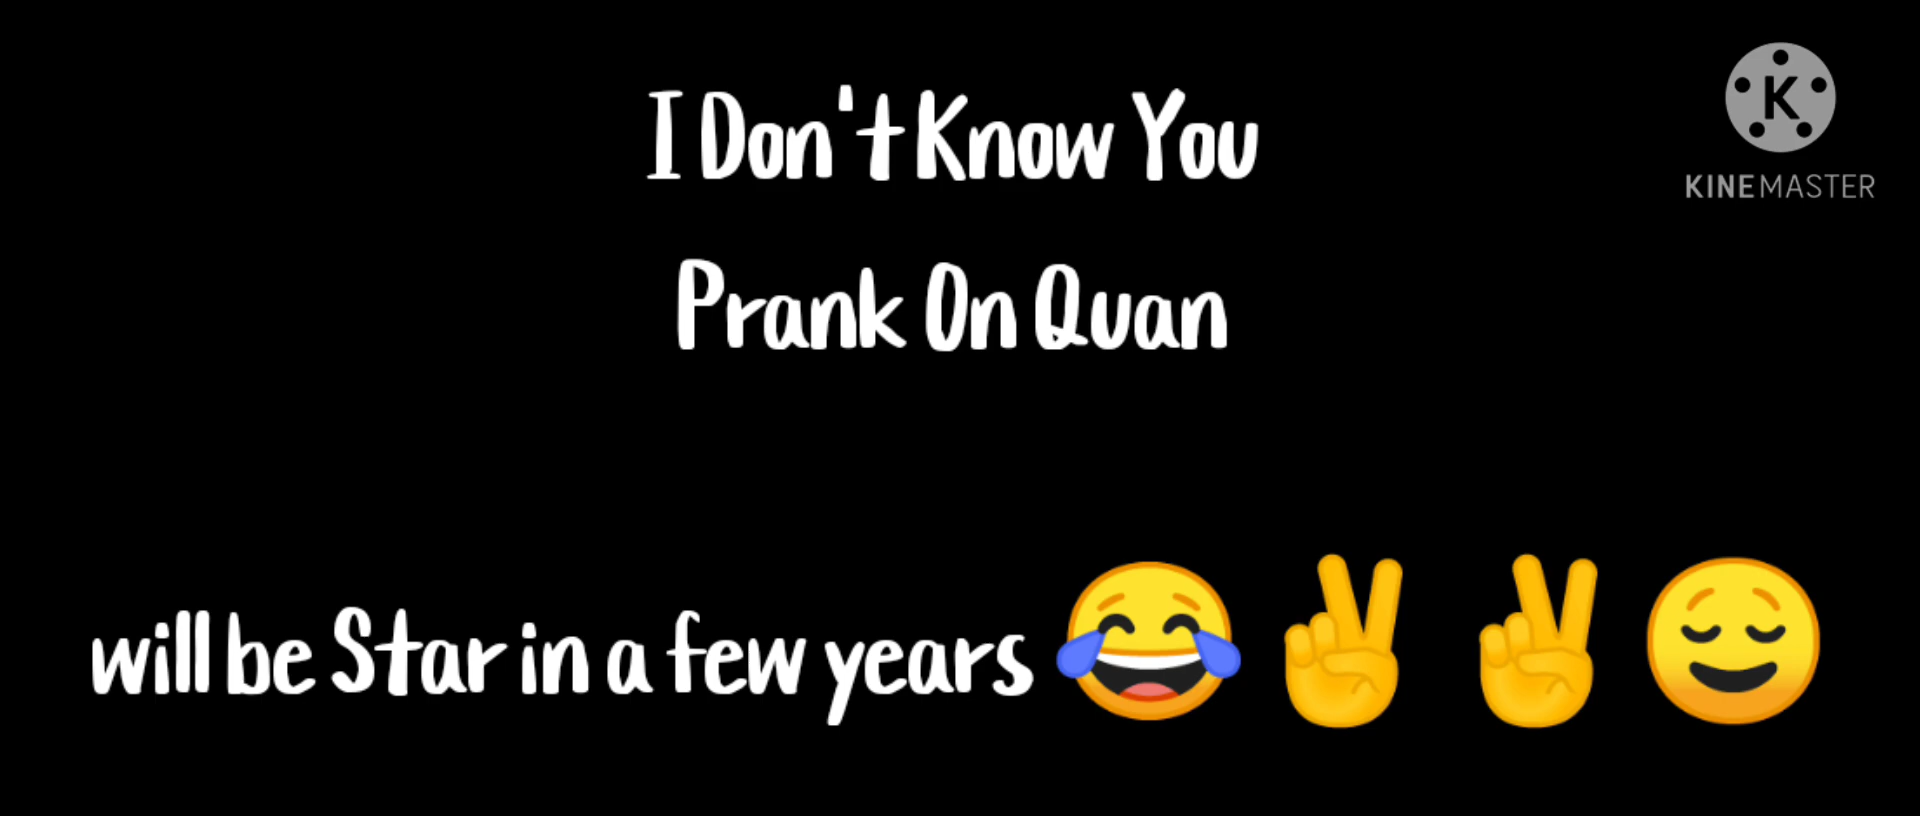 I Don't Know You
K
KINEMASTER
Prank On Quan
will be Star in a few years 😂✌✌😌